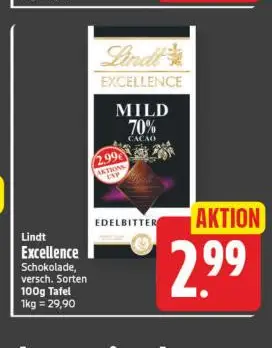 Lindt
EXCELLENCE
MILD
70%
CACAO
2.99€
AKTIONS-
UVP
EDELBITTER
AKTION
2.99
Lindt
Excellence
Schokolade,
versch. Sorten
100g Tafel
1kg = 29,90